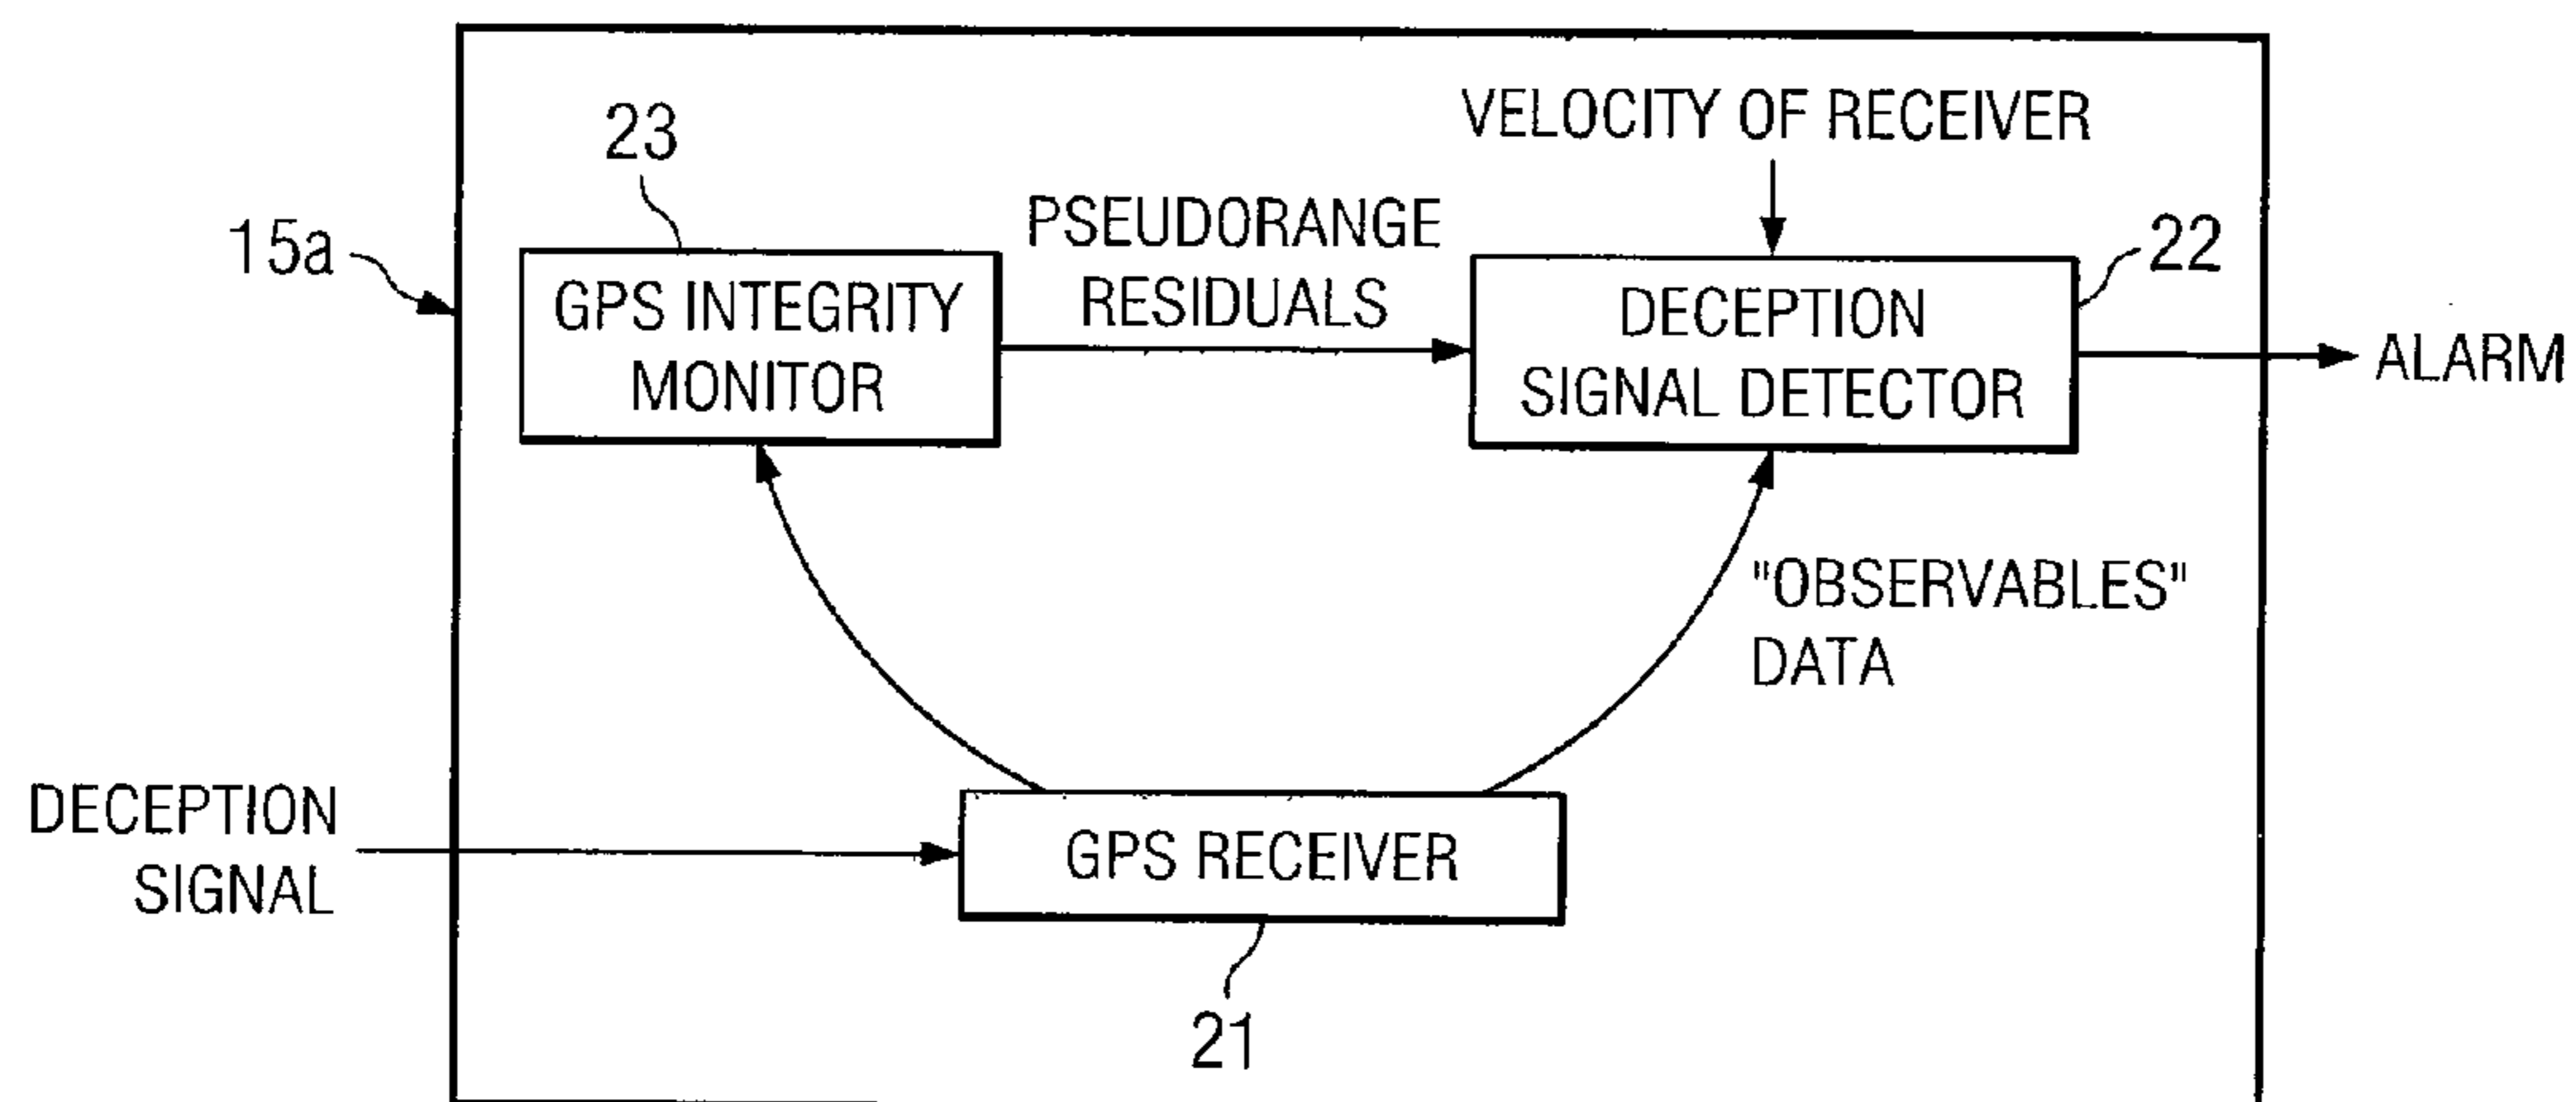 23
VELOCITY OF RECEIVER
15a
PSEUDORANGE
RESIDUALS
22
GPS INTEGRITY
MONITOR
DECEPTION
SIGNAL DETECTOR
ALARM
"OBSERVABLES"
DATA
DECEPTION
SIGNAL
GPS RECEIVER
21